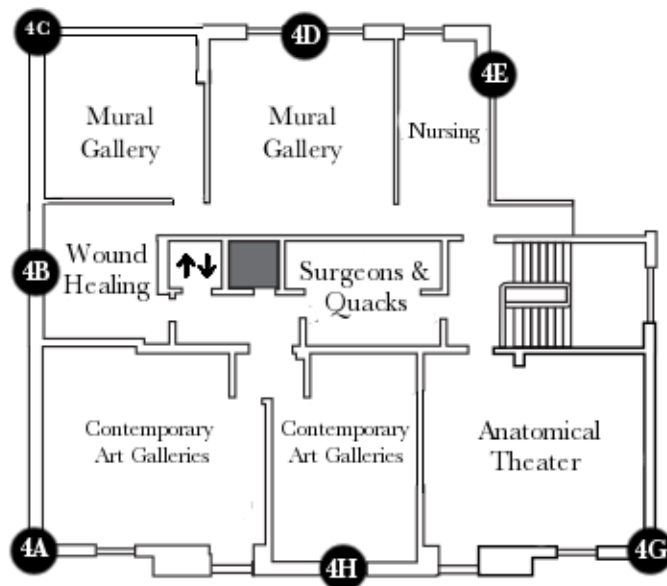 4C
4D
4E
Mural
Gallery
Mural
Gallery
Nursing
4B
Wound
Healing
Surgeons &
Quacks
Contemporary
Art Galleries
Contemporary
Art Galleries
Anatomical
Theater
4A
4H
4G